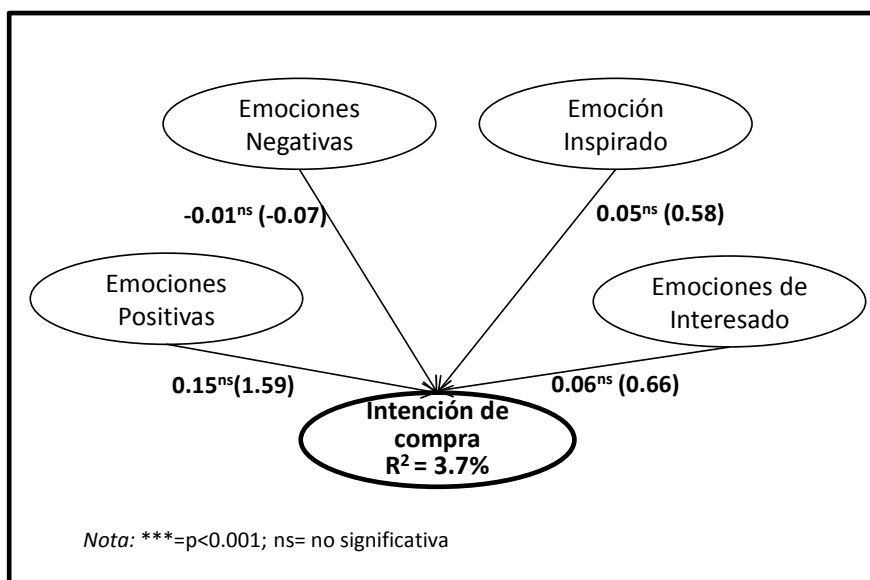 Emociones
Negativas
Emoción
Inspirado
-0.01ⁿˢ (-0.07)
0.05ⁿˢ (0.58)
Emociones
Positivas
Emociones de
Interesado
0.15ⁿˢ(1.59)
0.06ⁿˢ (0.66)
Intención de
compra
R² = 3.7%
Nota: ***=p<0.001; ns= no significativa